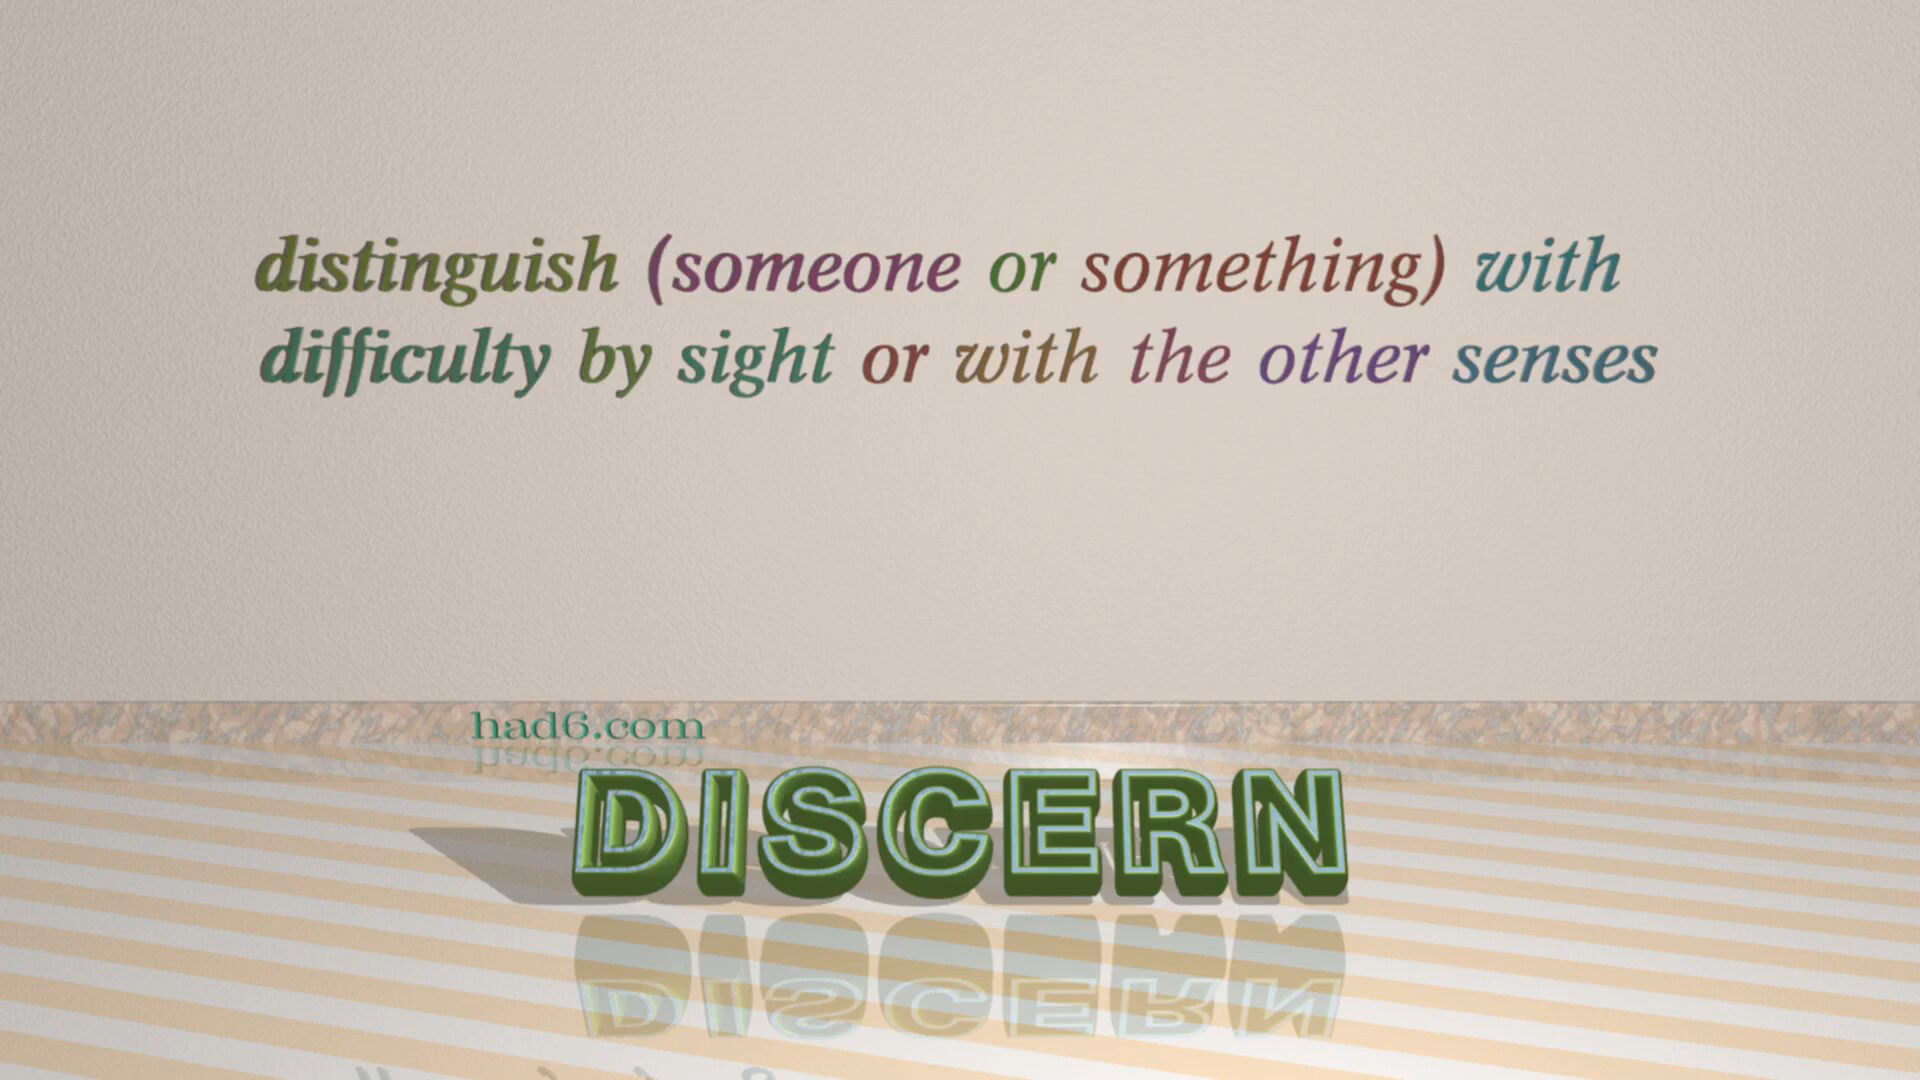 distinguish (someone or something) with
difficulty by sight or with the other senses
had6.com
DISCERN